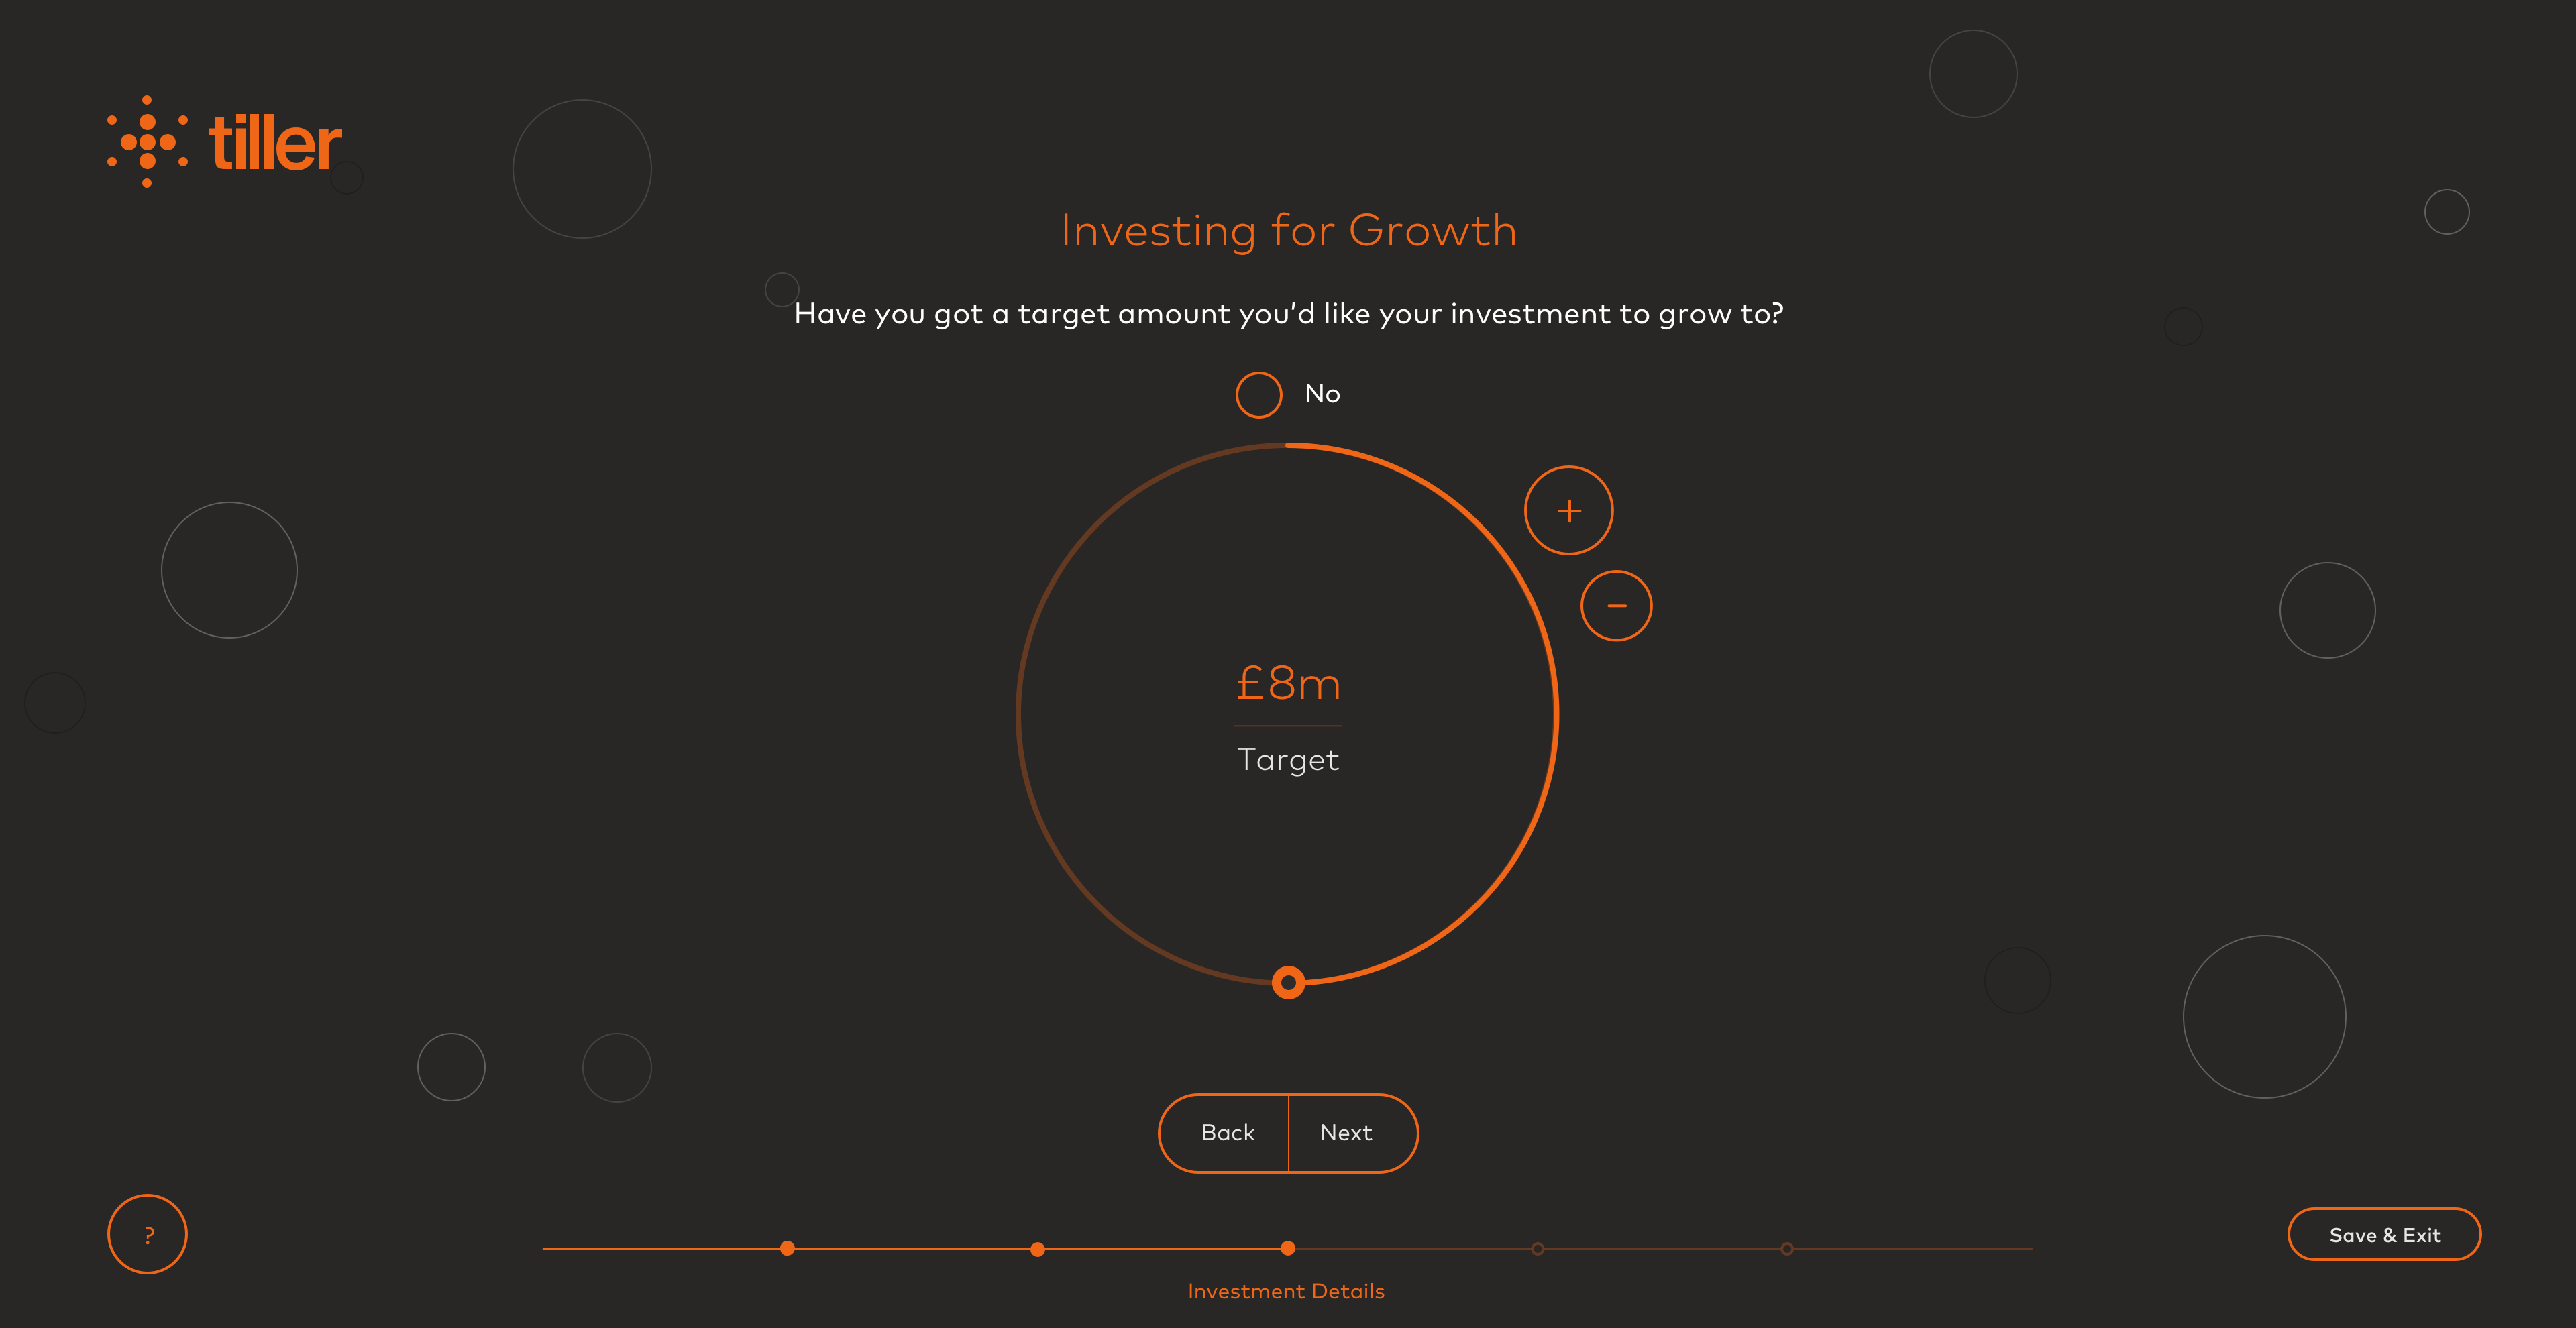 tiller
Investing for Growth
Have you got a target amount you’d like your investment to grow to?
No
+
−
£8m
Target
Back
Next
?
Save & Exit
Investment Details